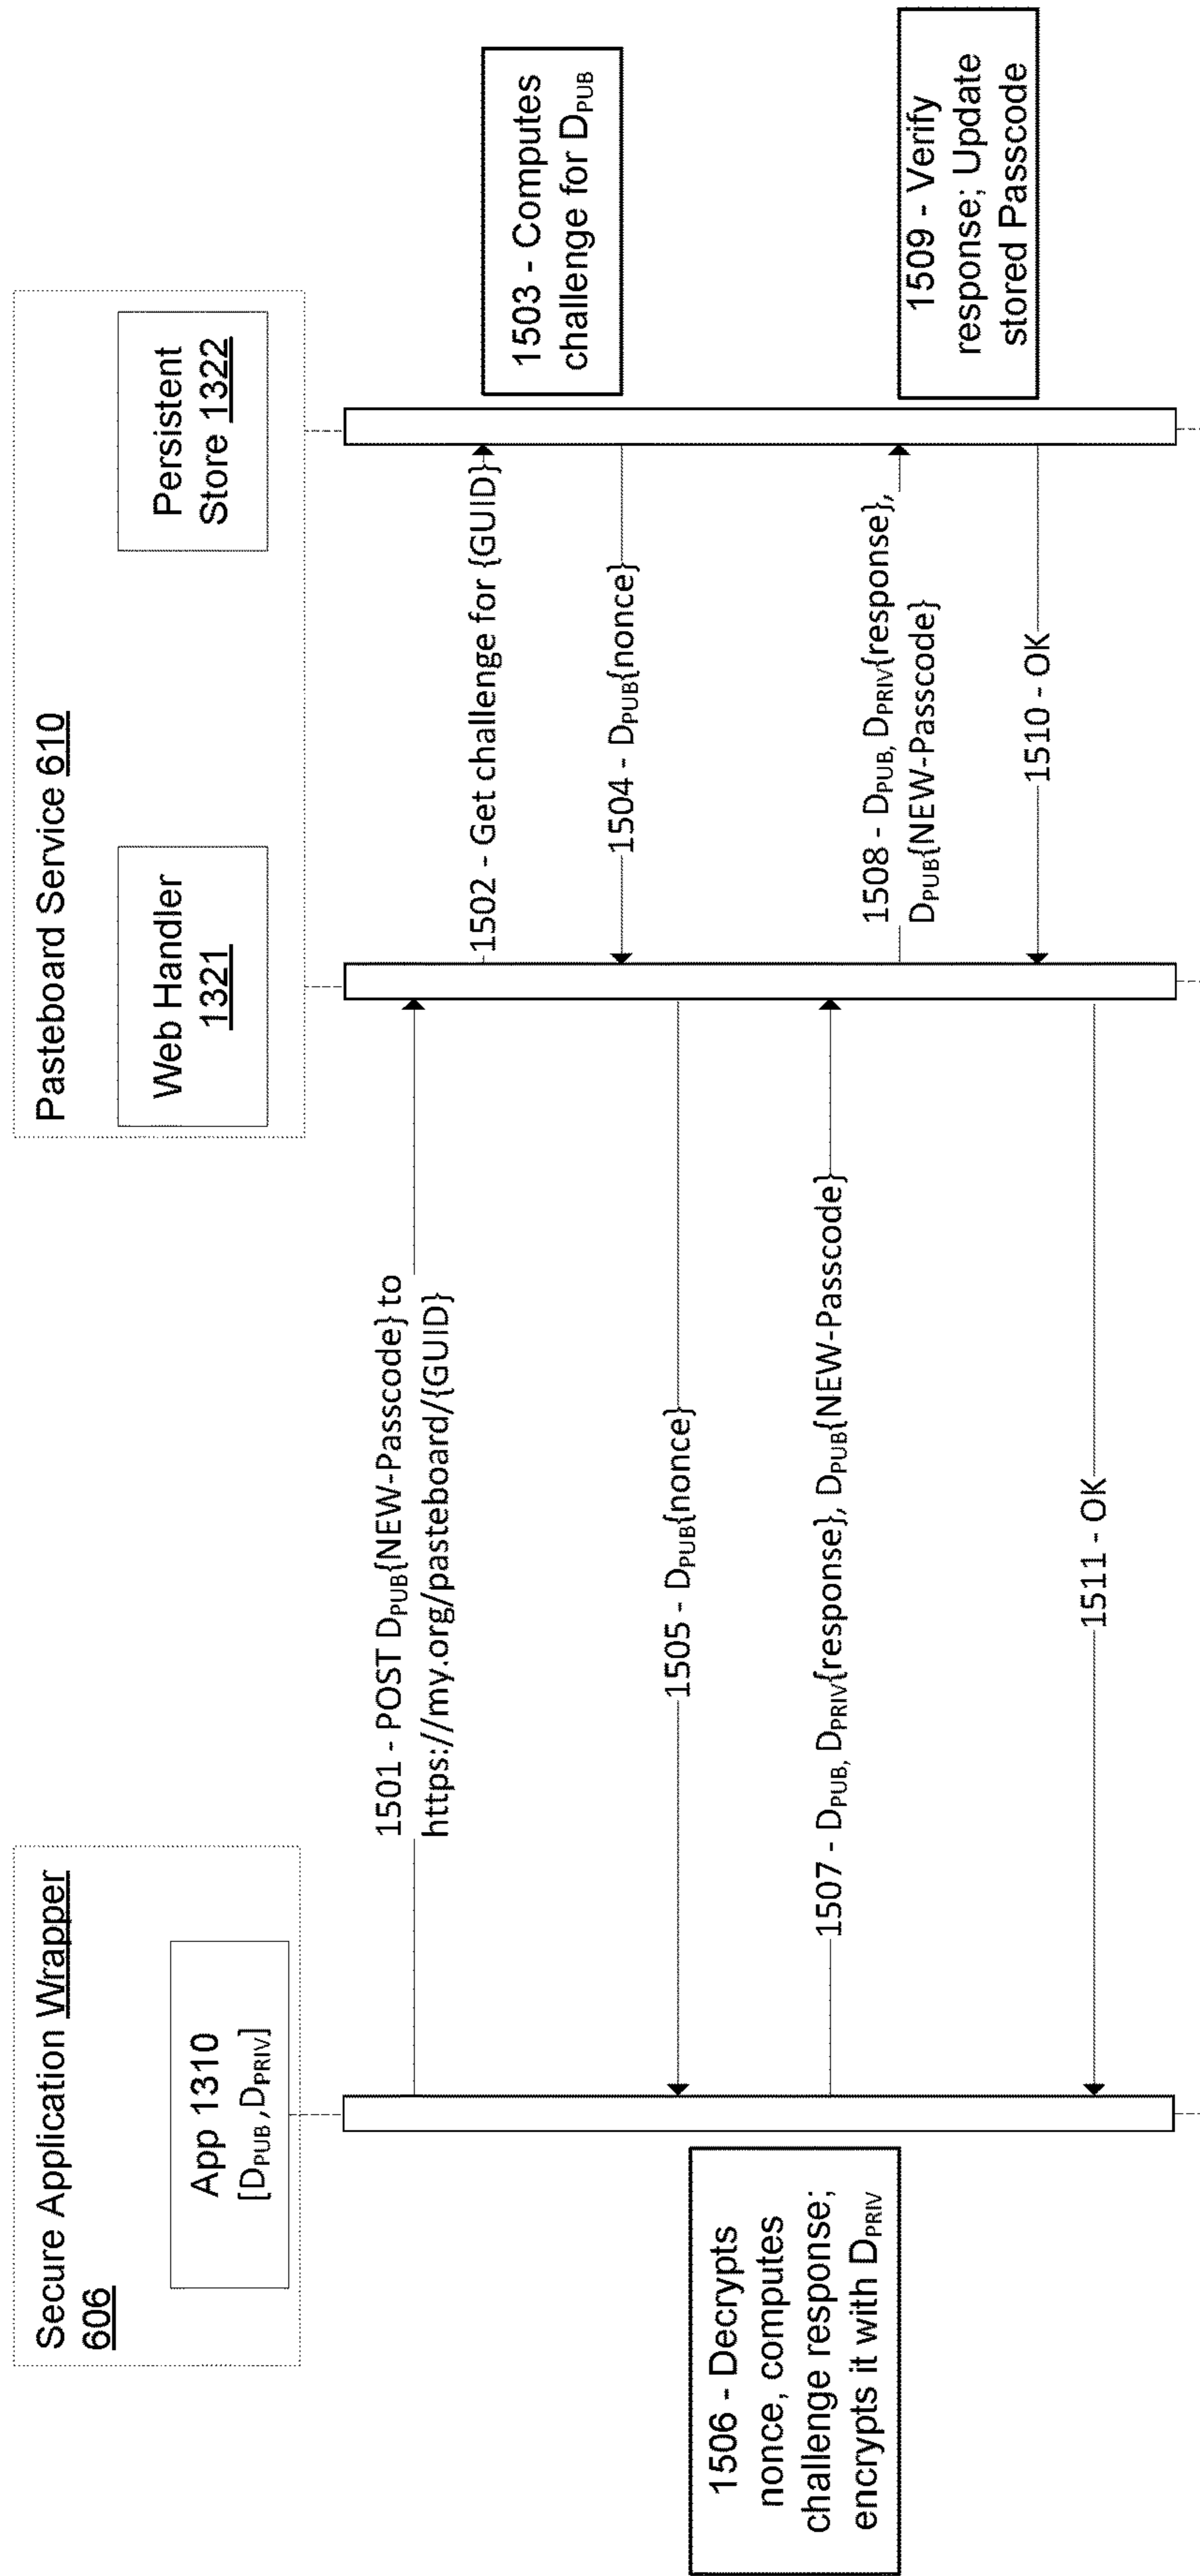 Secure Application Wrapper
606
App 1310
[DPUB ,DPRIV]
Pasteboard Service 610
Web Handler
1321
Persistent
Store 1322
1501 - POST DPUB{NEW-Passcode} to
https://my.org/pasteboard/{GUID}
1502 - Get challenge for {GUID}
1503 - Computes
challenge for DPUB
1504 - DPUB{nonce}
1505 - DPUB{nonce}
1506 - Decrypts
nonce, computes
challenge response;
encrypts it with DPRIV
1507 - DPUB, DPRIV{response}, DPUB{NEW-Passcode}
1508 - DPUB, DPRIV{response},
DPUB{NEW-Passcode}
1509 - Verify
response; Update
stored Passcode
1510 - OK
1511 - OK